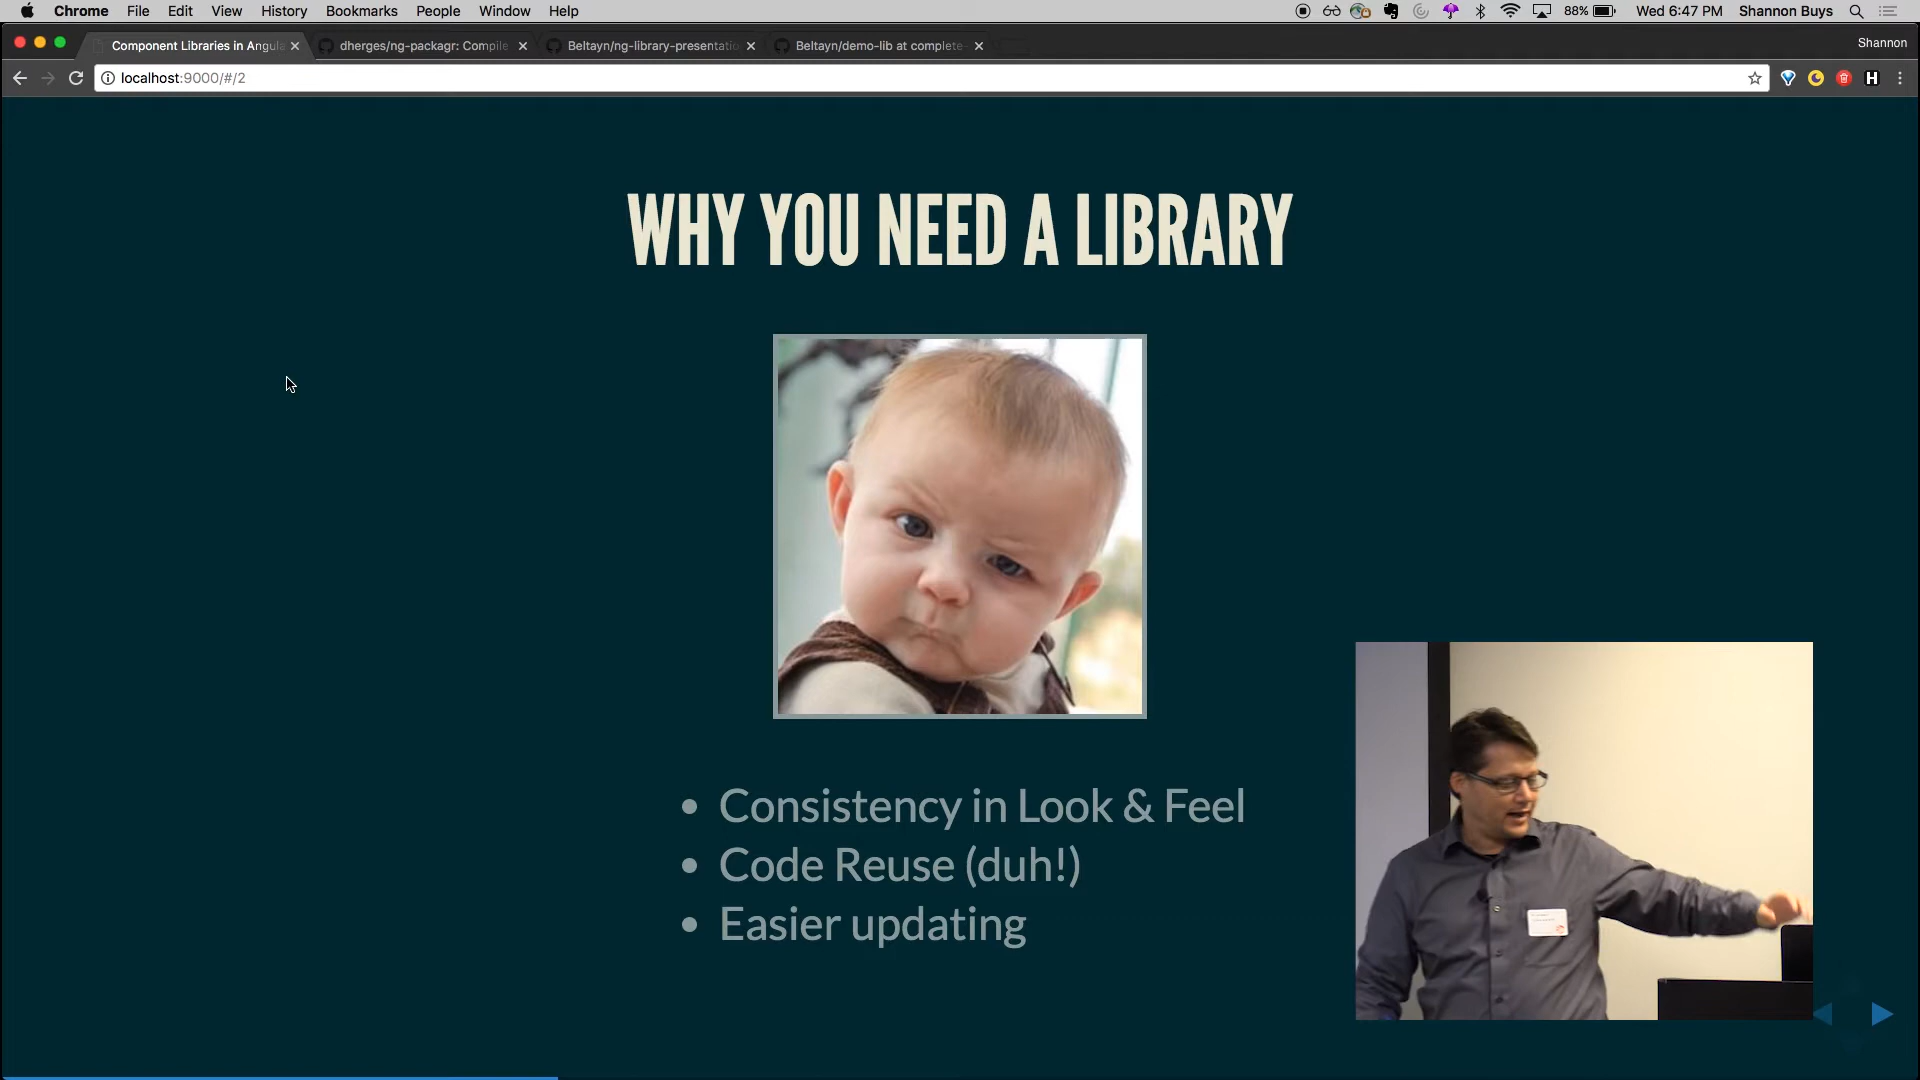 Chrome File Edit View History Bookmarks People Window Help 88% Wed 6:47 PM Shannon Buys
Component Libraries in Angula dherges/ng-packagr: Compile Beltayn/ng-library-presentatio Beltayn/demo-lib at complete- Shannon
localhost:9000/#/2 H
WHY YOU NEED A LIBRARY
• Consistency in Look & Feel
• Code Reuse (duh!)
• Easier updating